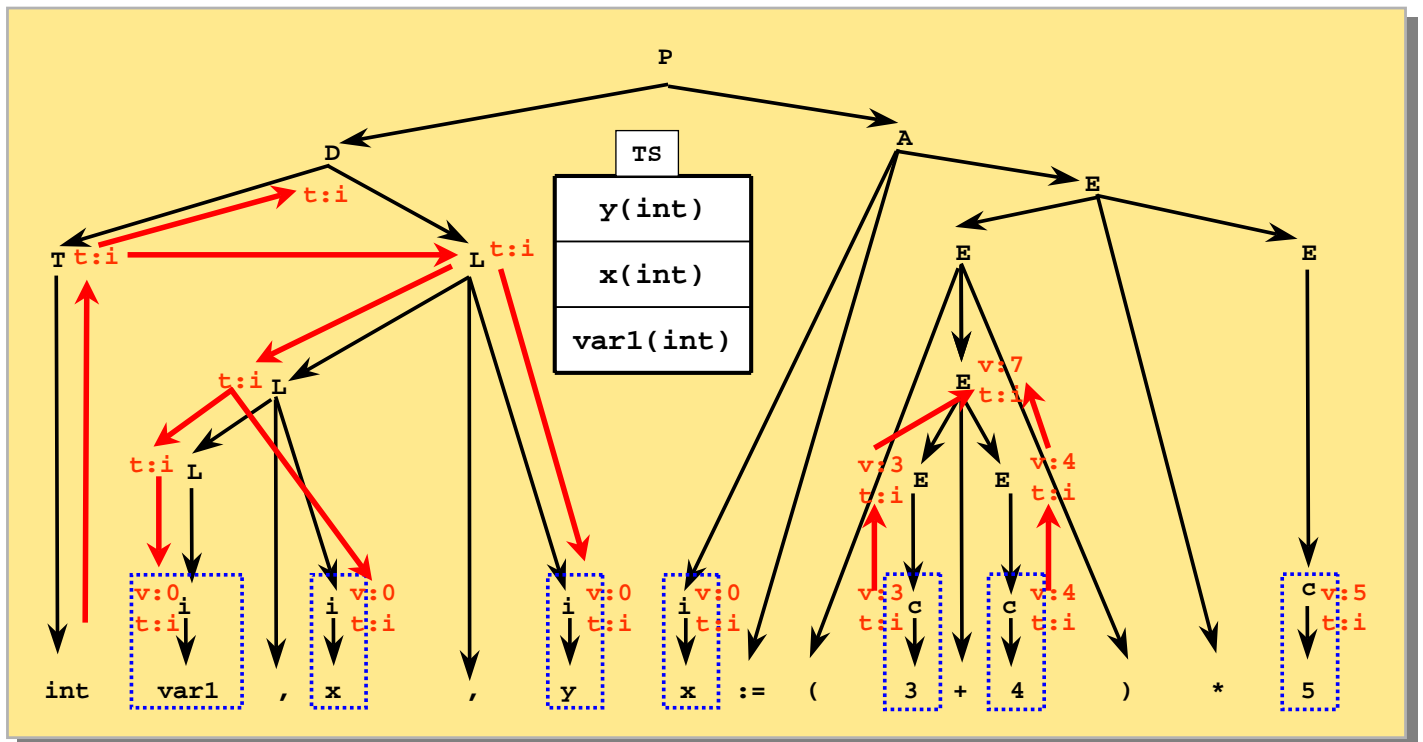 P
D
TS
A
E
t:i
y(int)
T t:i
L t:i
E
E
x(int)
var1(int)
t:i L
E v:7
t:i
t:i L
v:3
t:i E
E v:4
t:i
v:0
t:i i
i v:0
t:i
i v:0
t:i
i v:0
t:i
v:3
t:i c
c v:4
t:i
c v:5
t:i
int var1 , x , y x := ( 3 + 4 ) * 5